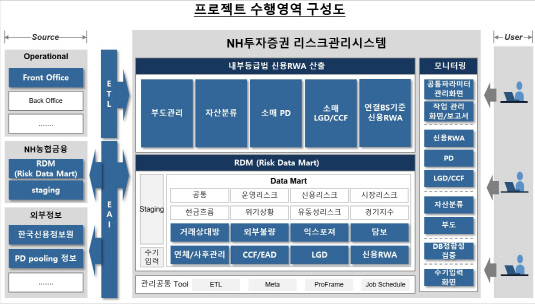 프로젝트 수행영역 구성도
Source
User
Operational
Front Office
Back Office
.......
NH농협금융
RDM
(Risk Data Mart)
staging
외부정보
한국신용정보원
PD pooling 정보
.......
ETL
EAI
NH투자증권 리스크관리시스템
내부등급법 신용RWA 산출
부도관리
자산분류
소매 PD
소매
LGD/CCF
연결BS기준
신용RWA
RDM (Risk Data Mart)
Staging
수기
입력
Data Mart
공통
운영리스크
신용리스크
시장리스크
현금흐름
위기상황
유동성리스크
경기지수
거래상대방
외부불량
익스포져
담보
연체/사후관리
CCF/EAD
LGD
신용RWA
관리공통 Tool
ETL
Meta
ProFrame
Job Schedule
모니터링
공통파라미터
관리화면
작업 관리
화면/보고서
신용RWA
PD
LGD/CCF
자산분류
부도
DB정합성
검증
수기입력
화면